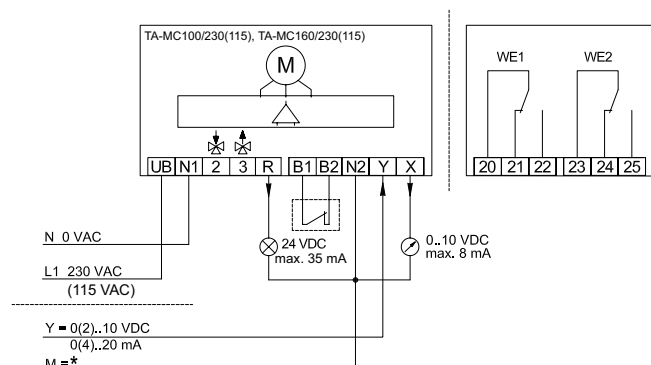 TA-MC100/230(115), TA-MC160/230(115)
M
WE1 WE2
UB N1 2 3 R B1 B2 N2 Y X
20 21 22 23 24 25
N 0 VAC
24 VDC
max. 35 mA
0..10 VDC
max. 8 mA
L1 230 VAC
(115 VAC)
Y = 0(2)..10 VDC
0(4)..20 mA
M =*